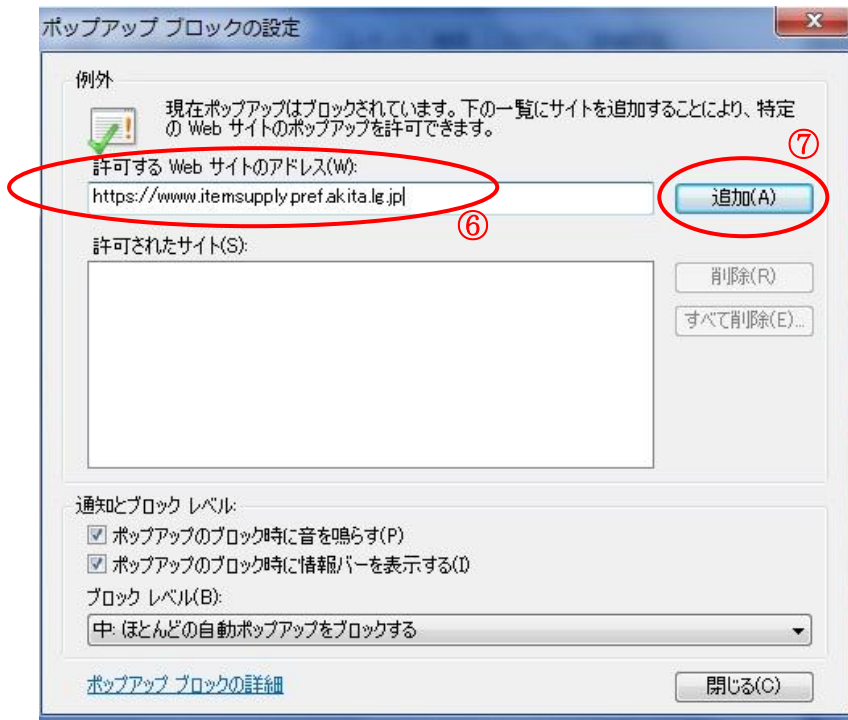 ポップアップ ブロックの設定
例外
現在ポップアップはブロックされています。下の一覧にサイトを追加することにより、特定
の Web サイトのポップアップを許可できます。
⑦
許可する Web サイトのアドレス(W):
https://www.itemsupply.pref.akita.lg.jp
追加(A)
⑥
許可されたサイト(S):
削除(R)
すべて削除(E)...
通知とブロック レベル:
ポップアップのブロック時に音を鳴らす(P)
ポップアップのブロック時に情報バーを表示する(I)
ブロック レベル(B):
中: ほとんどの自動ポップアップをブロックする
ポップアップ ブロックの詳細
閉じる(C)